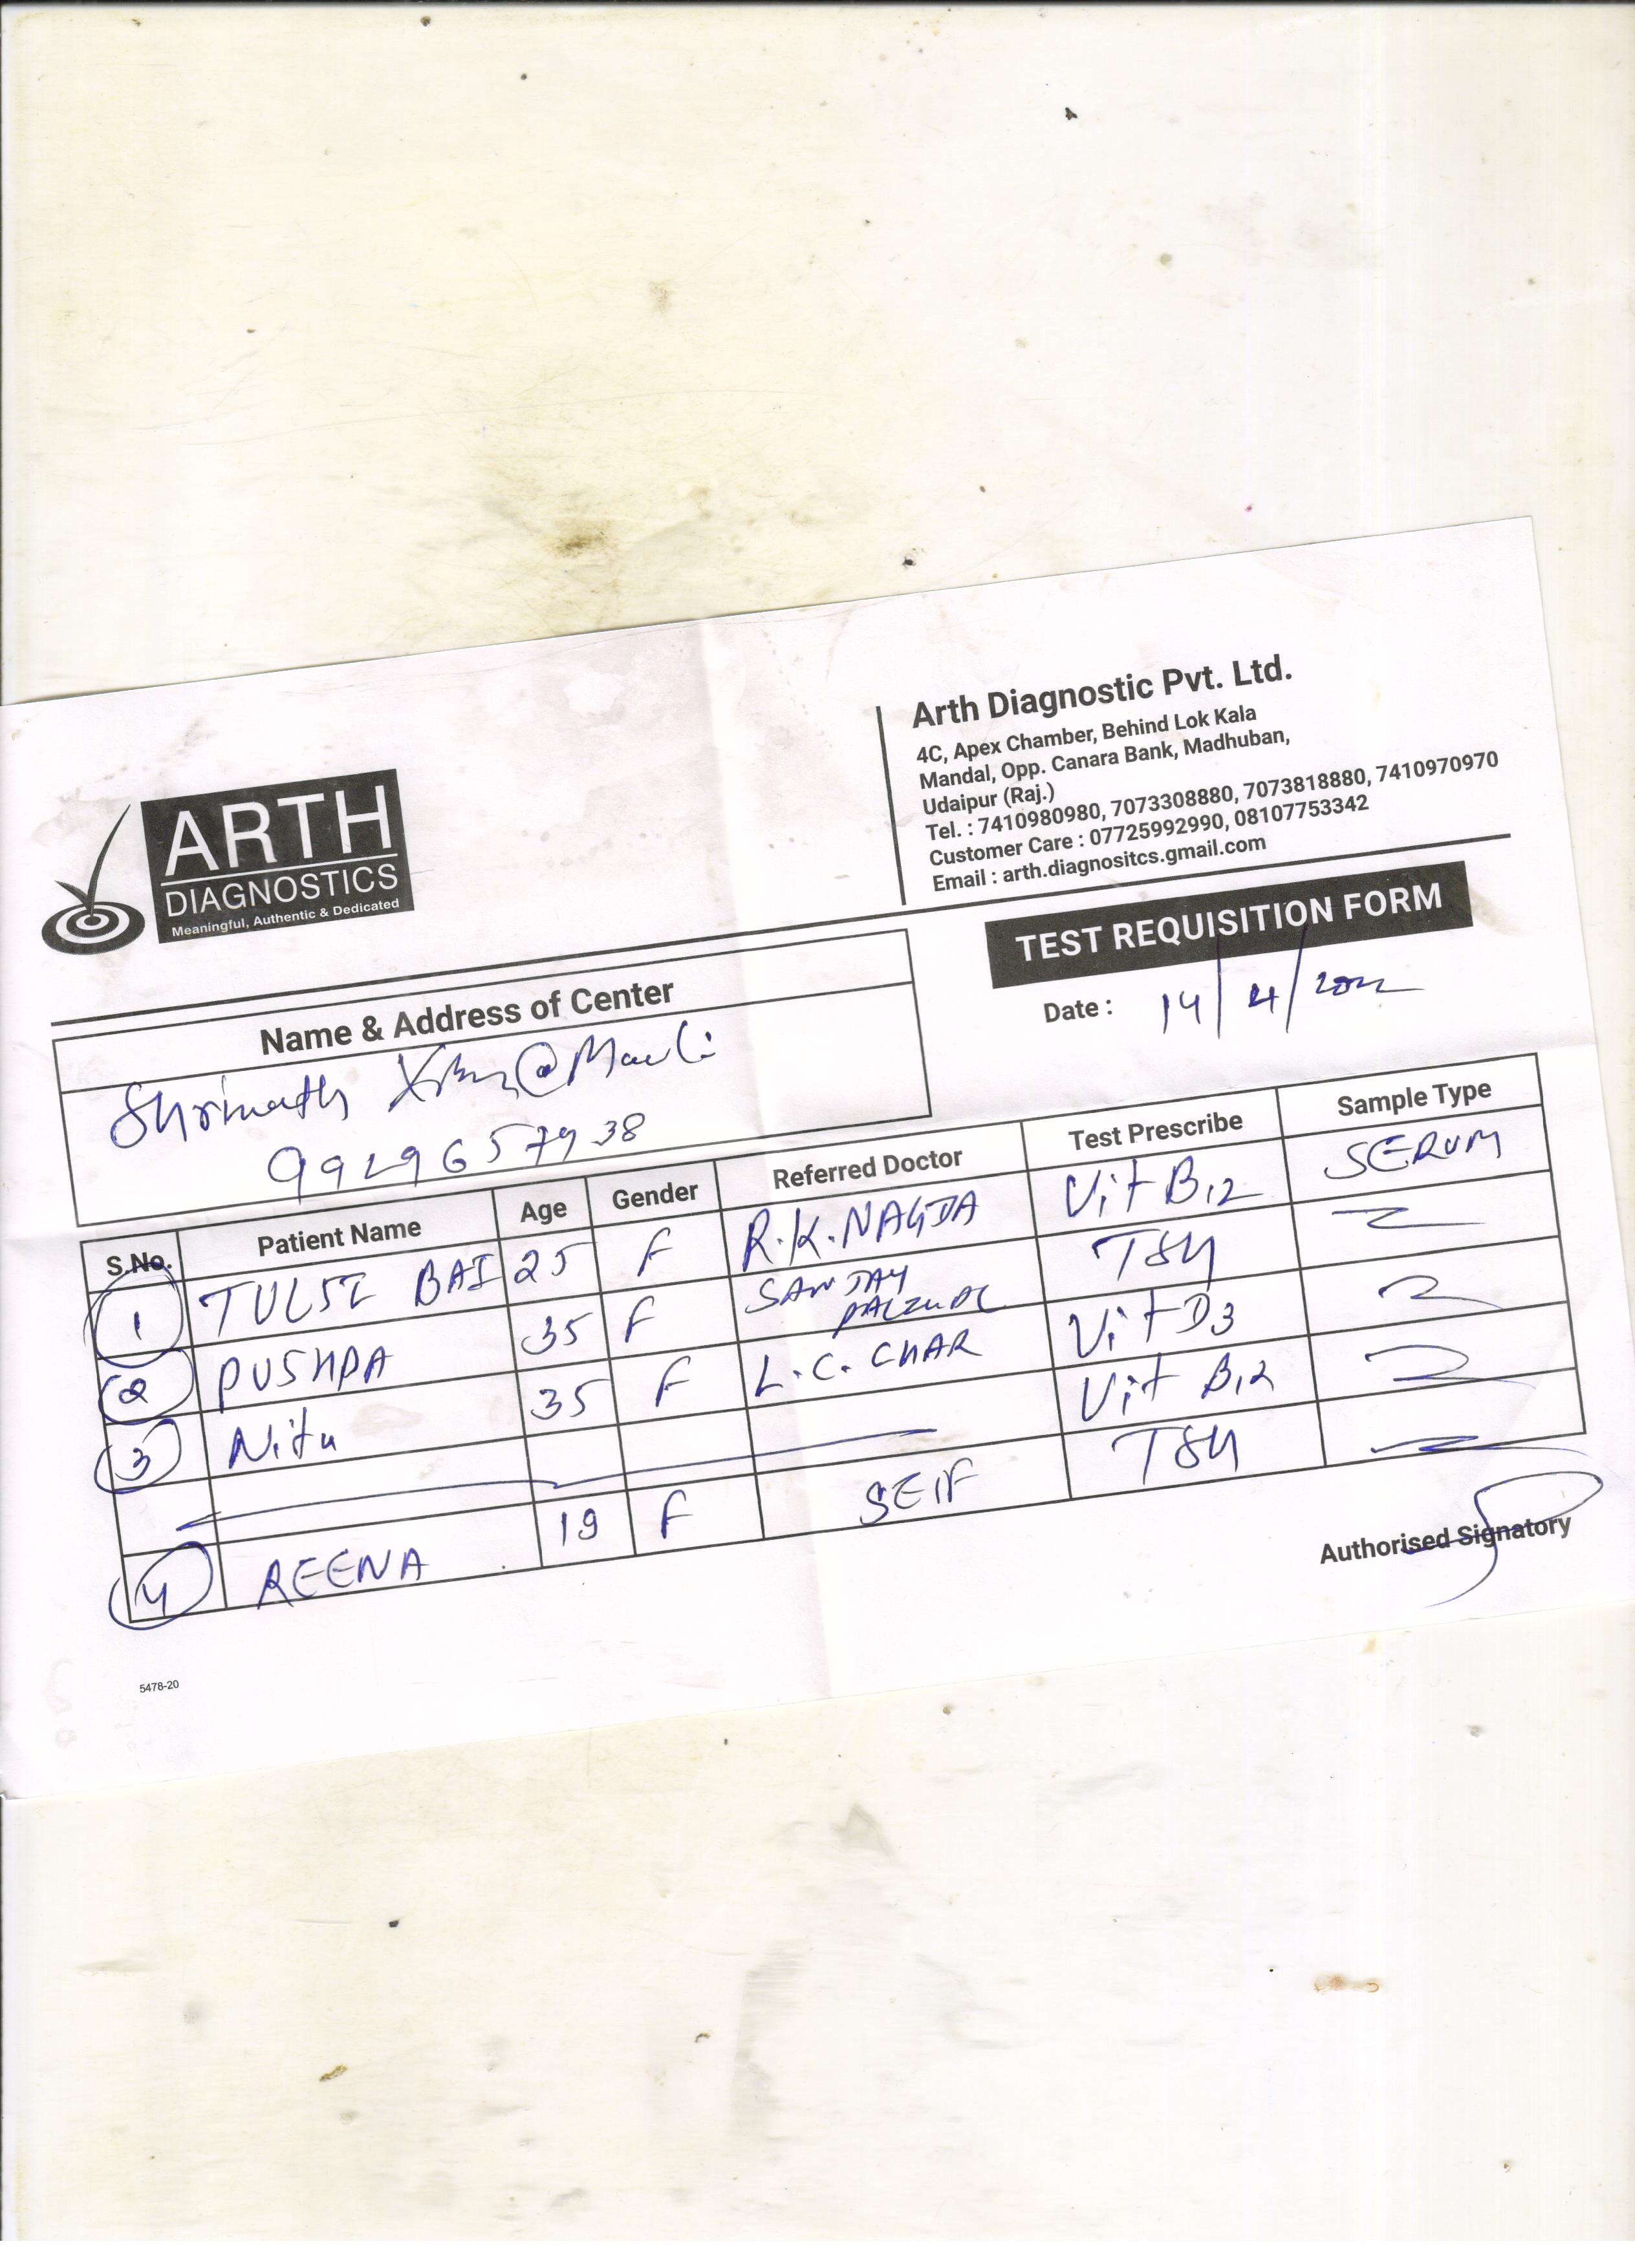 ARTH
DIAGNOSTICS
Meaningful, Authentic & Dedicated
Arth Diagnostic Pvt. Ltd.
4C, Apex Chamber, Behind Lok Kala
Mandal, Opp. Canara Bank, Madhuban,
Udaipur (Raj.)
Tel. : 7410980980, 7073308880, 7073818880, 7410970970
Customer Care : 07725992990, 08107753342
Email : arth.diagnositcs.gmail.com
TEST REQUISITION FORM
Date : 14/4/2022
Name & Address of Center
Shrinath @ Mavli
9929657938
S.No. Patient Name Age Gender Referred Doctor Test Prescribe Sample Type
1 TULSI BAI 25 F R.K. NAGDA Vit B12 SERUM
2 PUSHPA 35 F SANJAY TSH
3 Nitu 35 F L.C. CHAR Vit D3
Vit B12
4 REENA 19 F SELF TSH
Authorised Signatory
5478-20